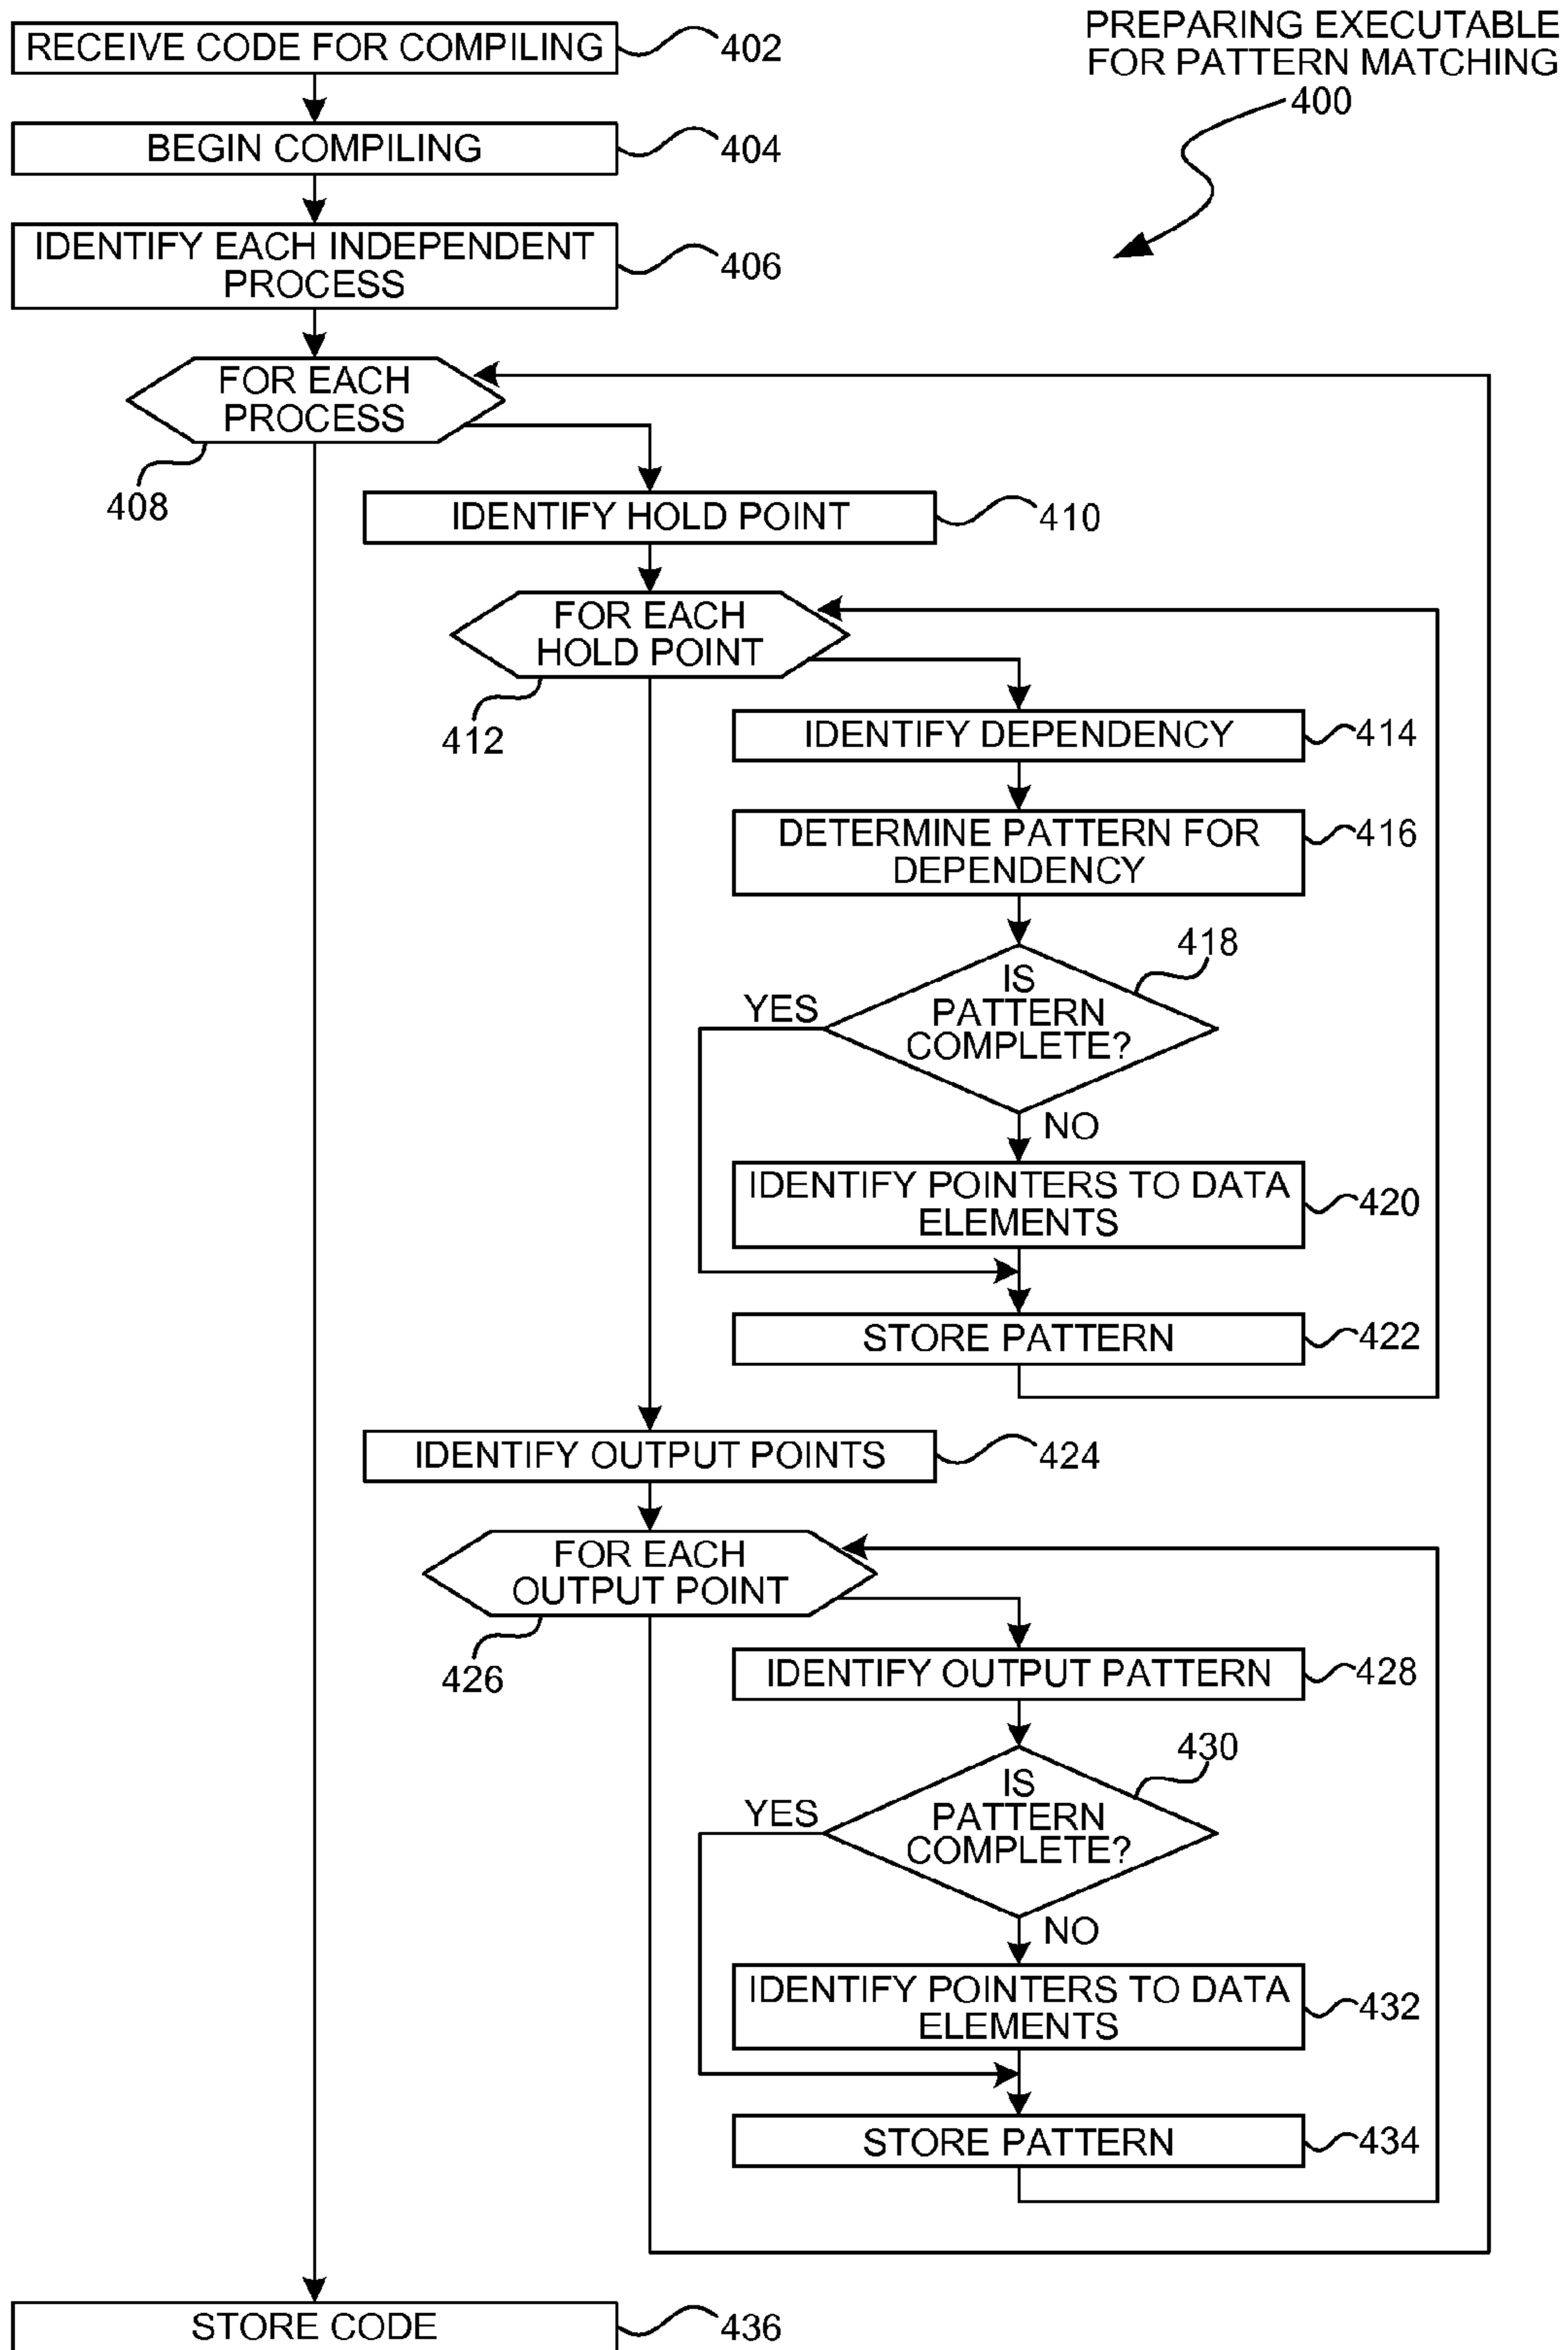 PREPARING EXECUTABLE
FOR PATTERN MATCHING
400
RECEIVE CODE FOR COMPILING
402
BEGIN COMPILING
404
IDENTIFY EACH INDEPENDENT
PROCESS
406
FOR EACH
PROCESS
408
IDENTIFY HOLD POINT
410
FOR EACH
HOLD POINT
412
IDENTIFY DEPENDENCY
414
DETERMINE PATTERN FOR
DEPENDENCY
416
IS
PATTERN
COMPLETE?
418
YES
NO
IDENTIFY POINTERS TO DATA
ELEMENTS
420
STORE PATTERN
422
IDENTIFY OUTPUT POINTS
424
FOR EACH
OUTPUT POINT
426
IDENTIFY OUTPUT PATTERN
428
IS
PATTERN
COMPLETE?
430
YES
NO
IDENTIFY POINTERS TO DATA
ELEMENTS
432
STORE PATTERN
434
STORE CODE
436